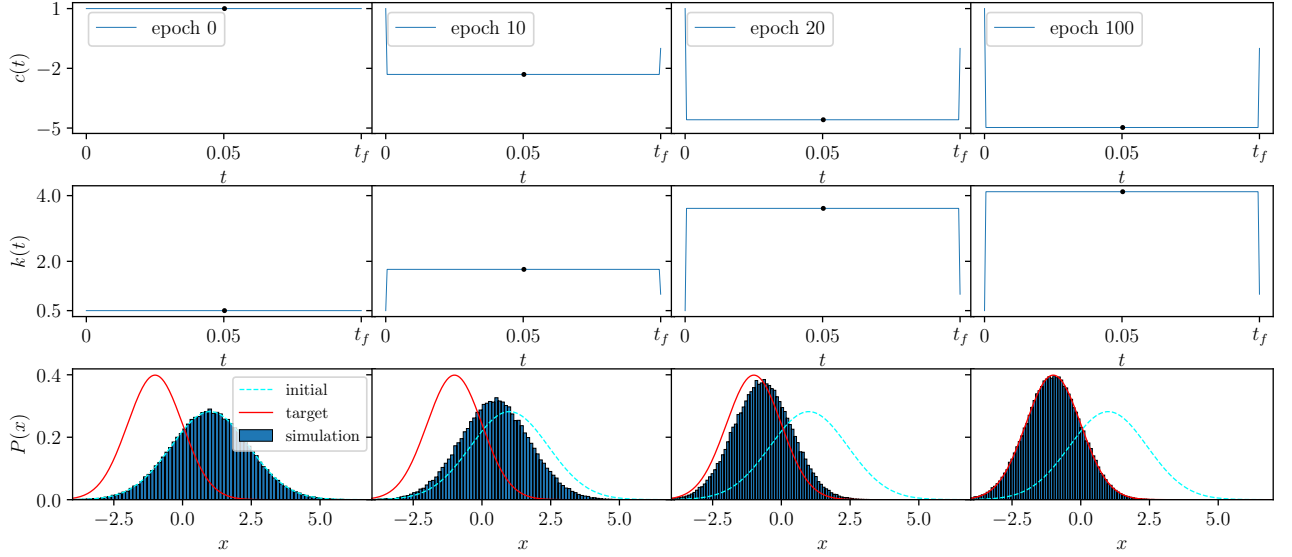 epoch 0 epoch 10 epoch 20 epoch 100
c(t)
1
−2
−5
0 0.05 t_f 0 0.05 t_f 0 0.05 t_f 0 0.05 t_f
t t t t
k(t)
4.0
2.0
0.5
0 0.05 t_f 0 0.05 t_f 0 0.05 t_f 0 0.05 t_f
t t t t
P(x)
0.4
0.2
0.0
initial
target
simulation
−2.5 0.0 2.5 5.0 −2.5 0.0 2.5 5.0 −2.5 0.0 2.5 5.0 −2.5 0.0 2.5 5.0
x x x x